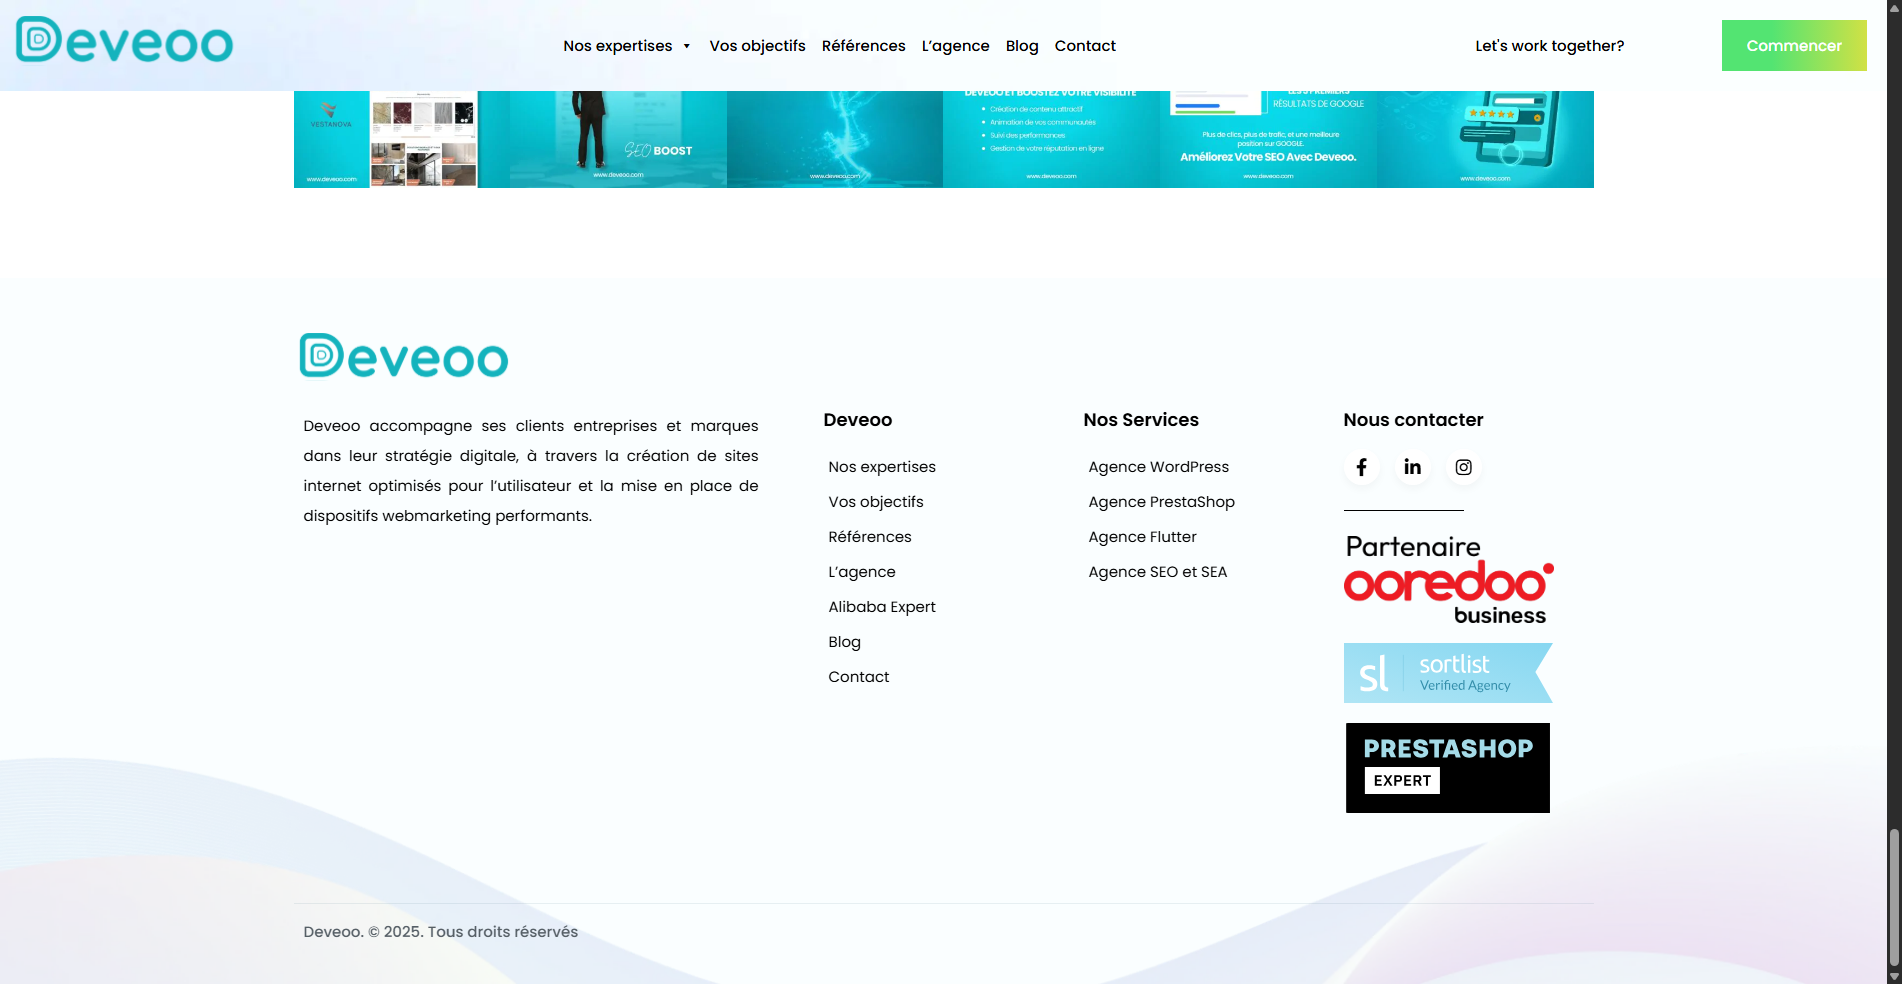 Deveoo
Nos expertises
Vos objectifs
Références
L’agence
Blog
Contact
Let's work together?
Commencer
VESTANOVA
www.deveoo.com
SEO BOOST
www.deveoo.com
www.deveoo.com
DEVEOO ET BOOSTEZ VOTRE VISIBILITÉ
Création de contenu attractif
Animation de vos communautés
Suivi des performances
Gestion de votre réputation en ligne
www.deveoo.com
LES 3 PREMIERS
RÉSULTATS DE GOOGLE
Plus de clics, plus de trafic, et une meilleure
position sur GOOGLE.
Améliorez Votre SEO Avec Deveoo.
www.deveoo.com
www.deveoo.com
Deveoo
Deveoo accompagne ses clients entreprises et marques
dans leur stratégie digitale, à travers la création de sites
internet optimisés pour l’utilisateur et la mise en place de
dispositifs webmarketing performants.
Deveoo
Nos expertises
Vos objectifs
Références
L’agence
Alibaba Expert
Blog
Contact
Nos Services
Agence WordPress
Agence PrestaShop
Agence Flutter
Agence SEO et SEA
Nous contacter
Partenaire
ooredoo
business
sl sortlist
Verified Agency
PRESTASHOP
EXPERT
Deveoo. © 2025. Tous droits réservés